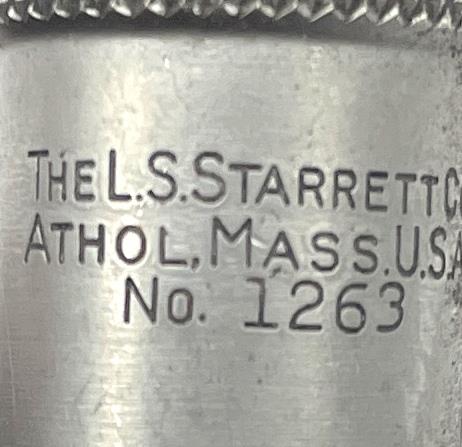 THE L.S. STARRETT C
ATHOL, MASS. U.S.A
No. 1263